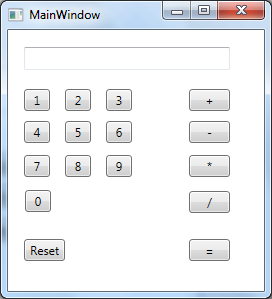 MainWindow
1 2 3 +
4 5 6 -
7 8 9 *
0 /
Reset =